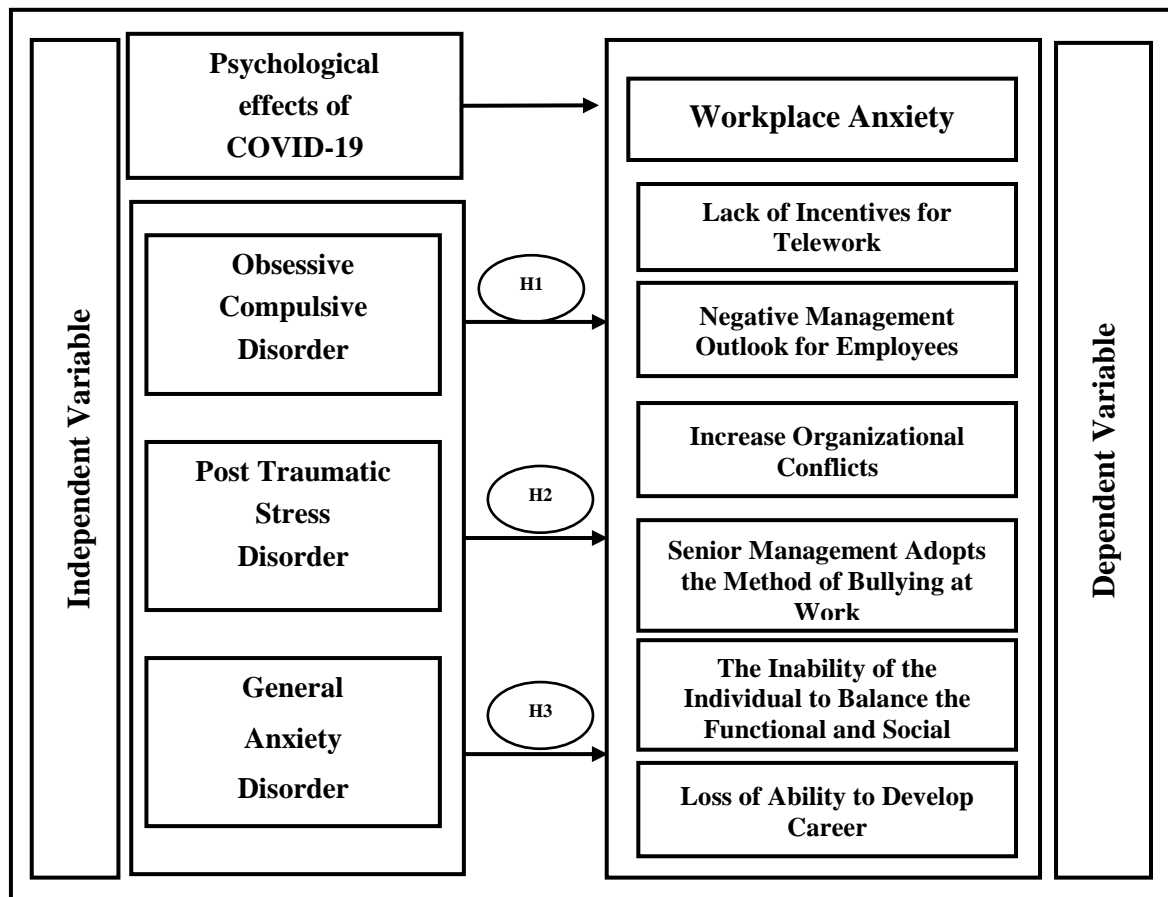 Independent Variable
Psychological
effects of
COVID-19
Obsessive
Compulsive
Disorder
Post Traumatic
Stress
Disorder
General
Anxiety
Disorder
H1
H2
H3
Workplace Anxiety
Lack of Incentives for
Telework
Negative Management
Outlook for Employees
Increase Organizational
Conflicts
Senior Management Adopts
the Method of Bullying at
Work
The Inability of the
Individual to Balance the
Functional and Social
Loss of Ability to Develop
Career
Dependent Variable